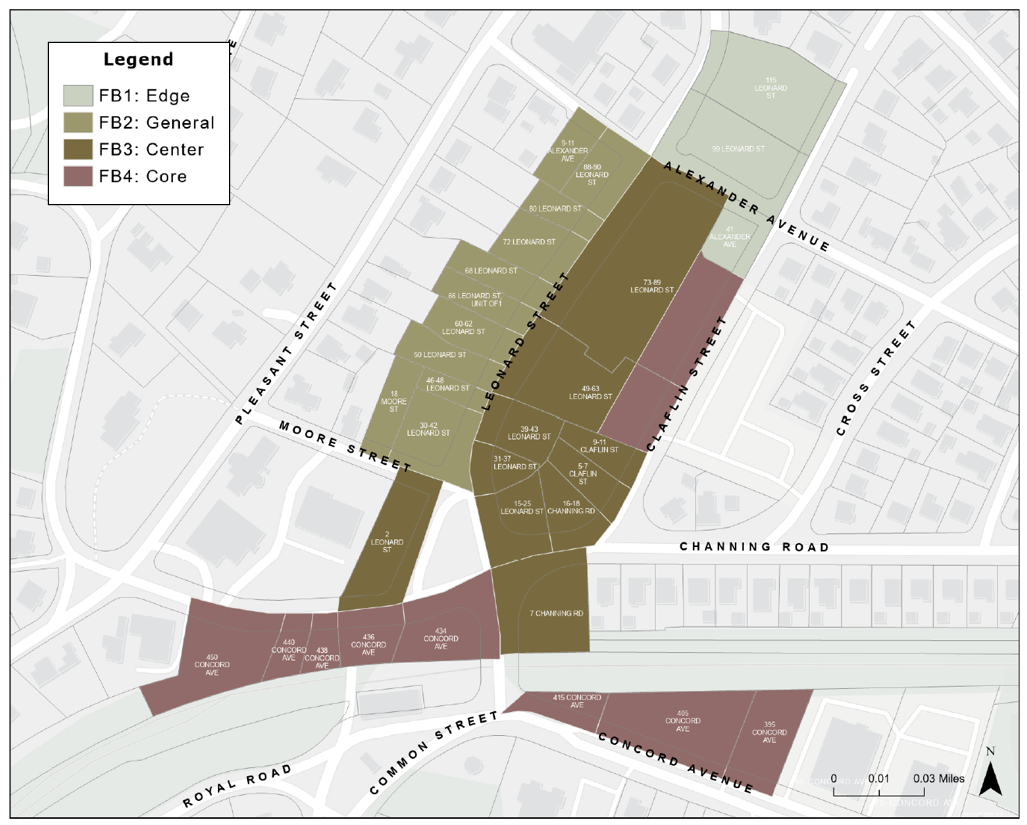 Legend
FB1: Edge
FB2: General
FB3: Center
FB4: Core
115
LEONARD
ST
99 LEONARD ST
ALEXANDER AVENUE
41
ALEXANDER
AVE
9-11
ALEXANDER
AVE
88-90
LEONARD
ST
80 LEONARD ST
72 LEONARD ST
68 LEONARD ST
66 LEONARD ST,
UNIT OF1
60-62
LEONARD ST
50 LEONARD ST
46-48
LEONARD ST
18
MOORE
ST
30-42
LEONARD ST
73-89
LEONARD ST
49-63
LEONARD ST
39-43
LEONARD ST
9-11
CLAFLIN ST
31-37
LEONARD ST
5-7
CLAFLIN
ST
15-25
LEONARD ST
16-18
CHANNING RD
PLEASANT STREET
LEONARD STREET
CLAFLIN STREET
CROSS STREET
MOORE STREET
2
LEONARD
ST
CHANNING ROAD
7 CHANNING RD
450
CONCORD
AVE
440
CONCORD
AVE
438
CONCORD
AVE
436
CONCORD
AVE
434
CONCORD
AVE
415 CONCORD
AVE
405
CONCORD
AVE
395
CONCORD
AVE
ROYAL ROAD
COMMON STREET
CONCORD AVENUE
N
0 0.01 0.03 Miles